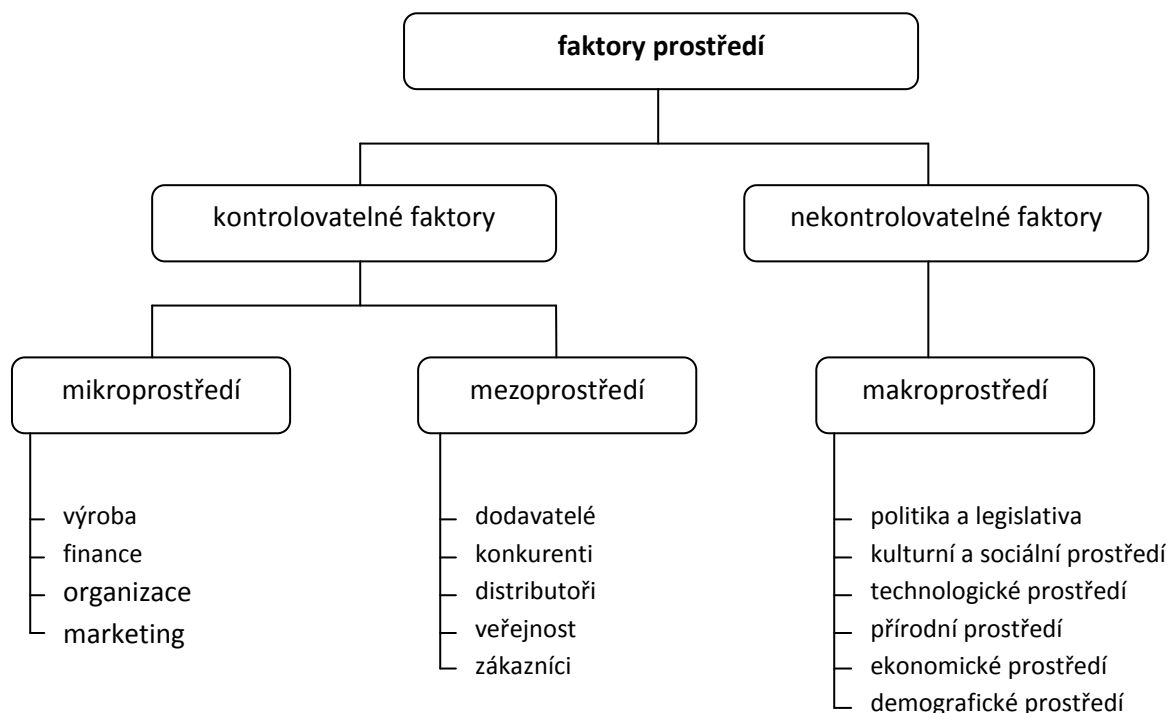 faktory prostředí
kontrolovatelné faktory
nekontrolovatelné faktory
mikroprostředí
mezoprostředí
makroprostředí
výroba
finance
organizace
marketing
dodavatelé
konkurenti
distributoři
veřejnost
zákazníci
politika a legislativa
kulturní a sociální prostředí
technologické prostředí
přírodní prostředí
ekonomické prostředí
demografické prostředí